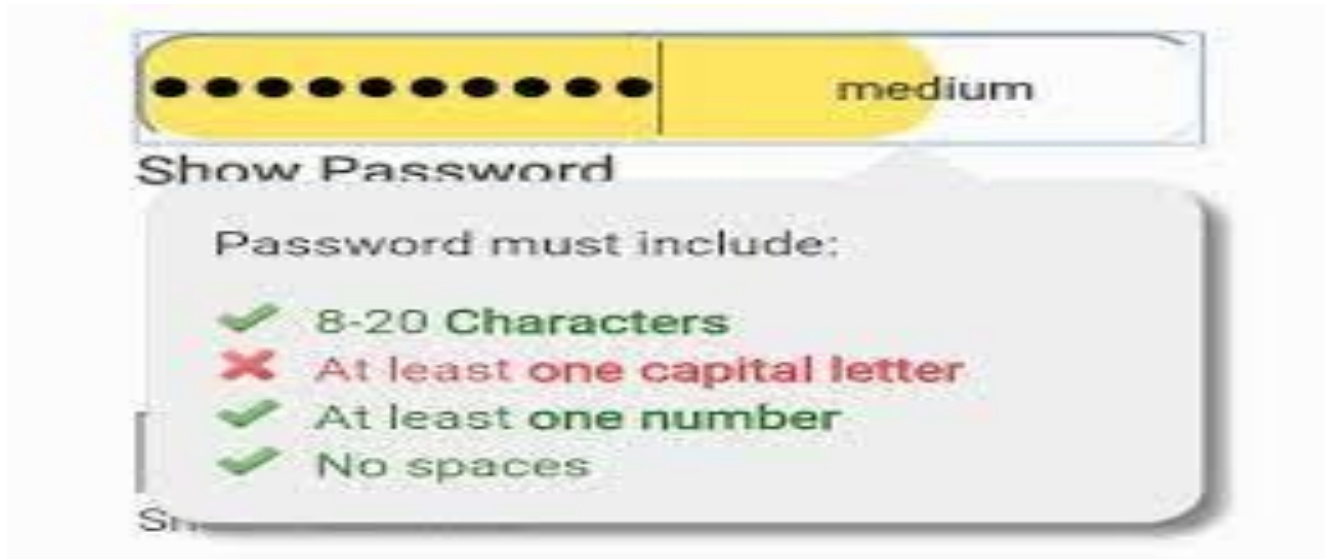 medium
Show Password
Password must include:
8-20 Characters
At least one capital letter
At least one number
No spaces